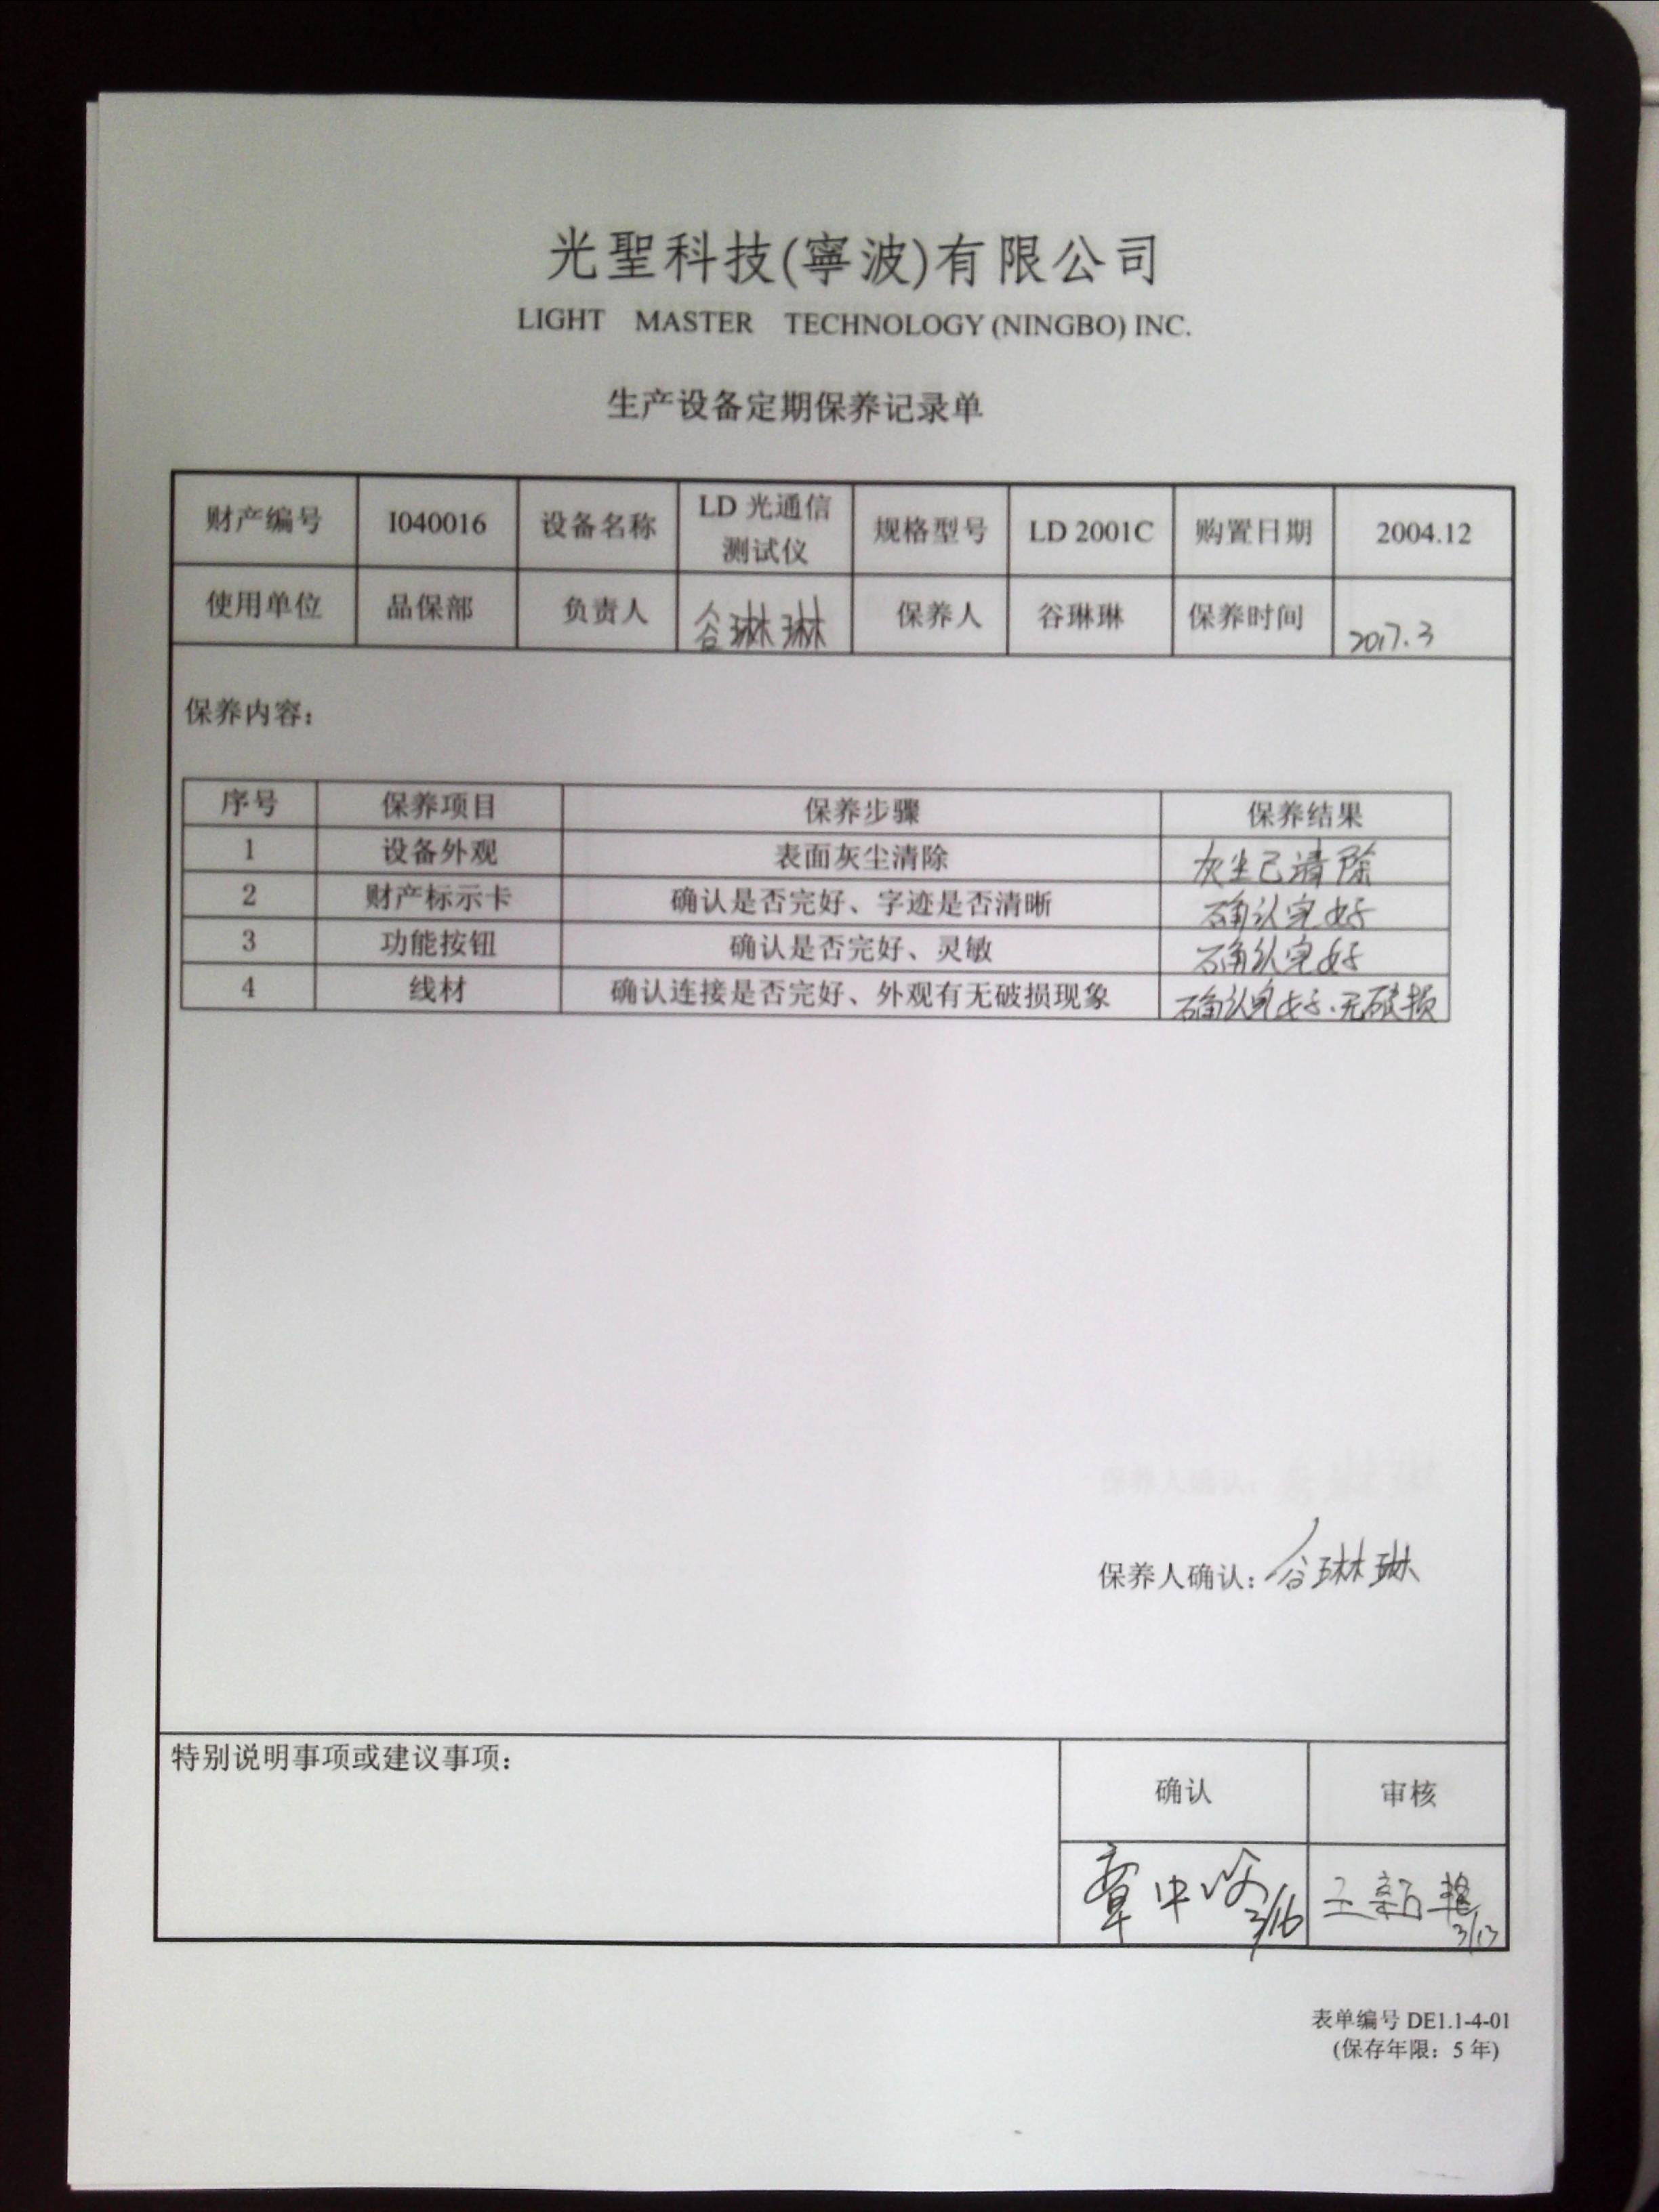 光聖科技(寧波)有限公司
LIGHT MASTER TECHNOLOGY (NINGBO) INC.
生产设备定期保养记录单
财产编号 I040016 设备名称 LD 光通信测试仪 规格型号 LD 2001C 购置日期 2004.12
使用单位 品保部 负责人 谷琳琳 保养人 谷琳琳 保养时间 2017.3
保养内容：
序号 保养项目 保养步骤 保养结果
1 设备外观 表面灰尘清除 灰尘已清除
2 财产标示卡 确认是否完好、字迹是否清晰 确认完好
3 功能按钮 确认是否完好、灵敏 确认完好
4 线材 确认连接是否完好、外观有无破损现象 确认完好、无破损
保养人确认：谷琳琳
特别说明事项或建议事项：
确认 审核
3/16 3/13
表单编号 DE1.1-4-01
(保存年限：5 年)